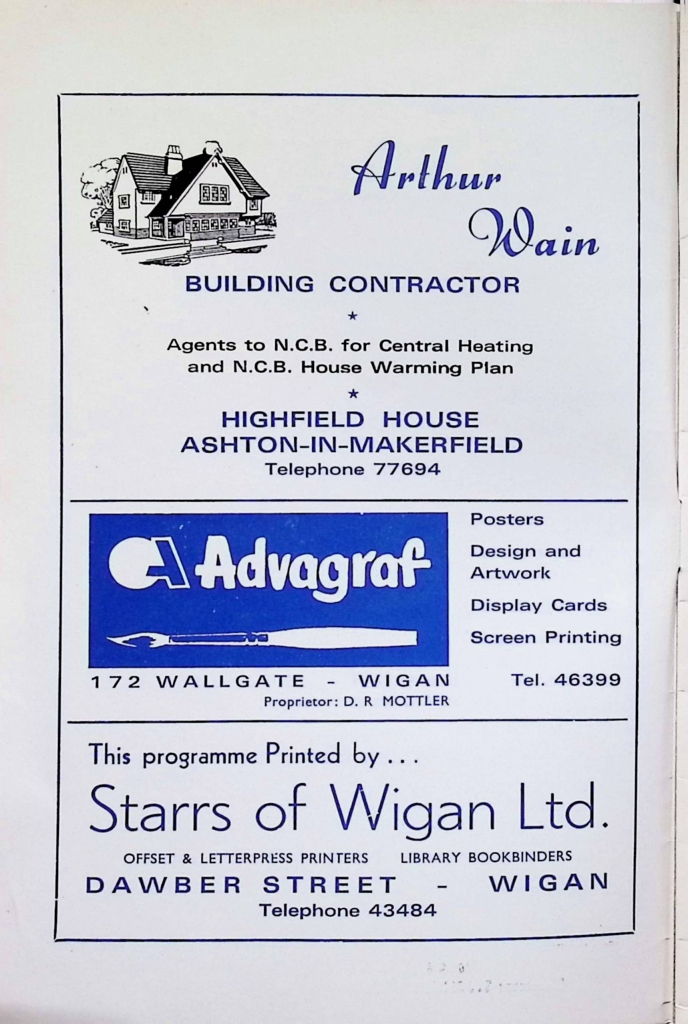 Arthur
Wain
BUILDING CONTRACTOR
Agents to N.C.B. for Central Heating
and N.C.B. House Warming Plan
HIGHFIELD HOUSE
ASHTON-IN-MAKERFIELD
Telephone 77694
Advagraf
172 WALLGATE - WIGAN
Proprietor: D. R MOTTLER
Posters
Design and
Artwork
Display Cards
Screen Printing
Tel. 46399
This programme Printed by ...
Starrs of Wigan Ltd.
OFFSET & LETTERPRESS PRINTERS LIBRARY BOOKBINDERS
DAWBER STREET - WIGAN
Telephone 43484